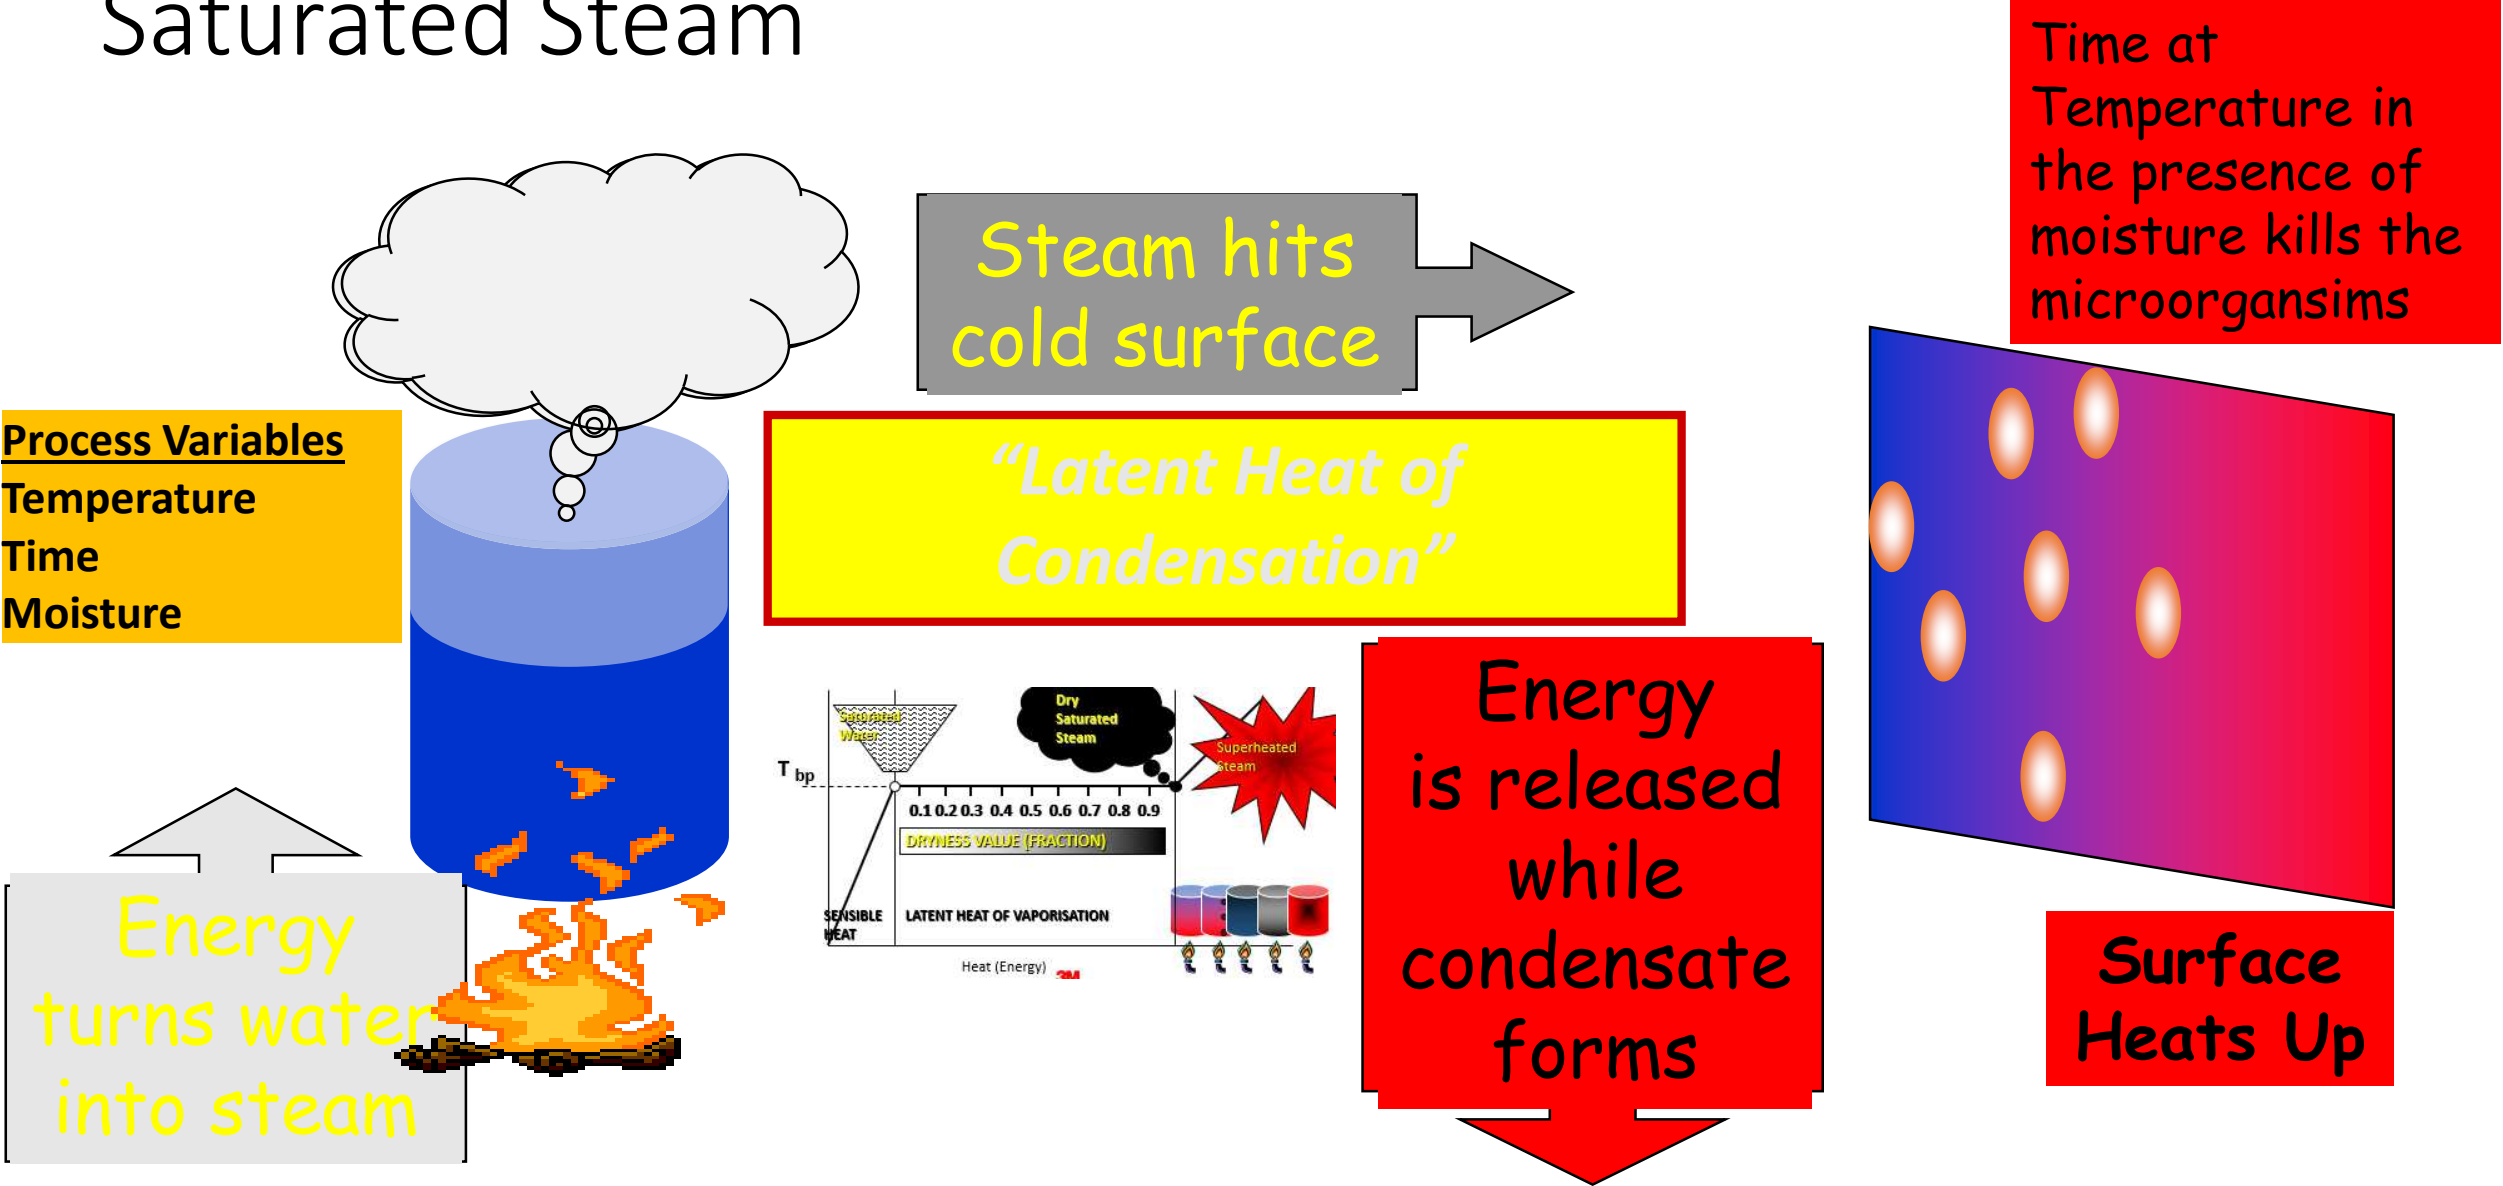 Saturated Steam
Time at
Temperature in
the presence of
moisture kills the
microorgansims
Steam hits
cold surface
Process Variables
Temperature
Time
Moisture
“Latent Heat of
Condensation”
Energy
is released
while
condensate
forms
Saturated
Water
Dry
Saturated
Steam
Superheated
Steam
T bp
0.1 0.2 0.3 0.4 0.5 0.6 0.7 0.8 0.9
DRYNESS VALUE (FRACTION)
SENSIBLE
HEAT
LATENT HEAT OF VAPORISATION
Heat (Energy)
3M
Energy
turns water
into steam
Surface
Heats Up